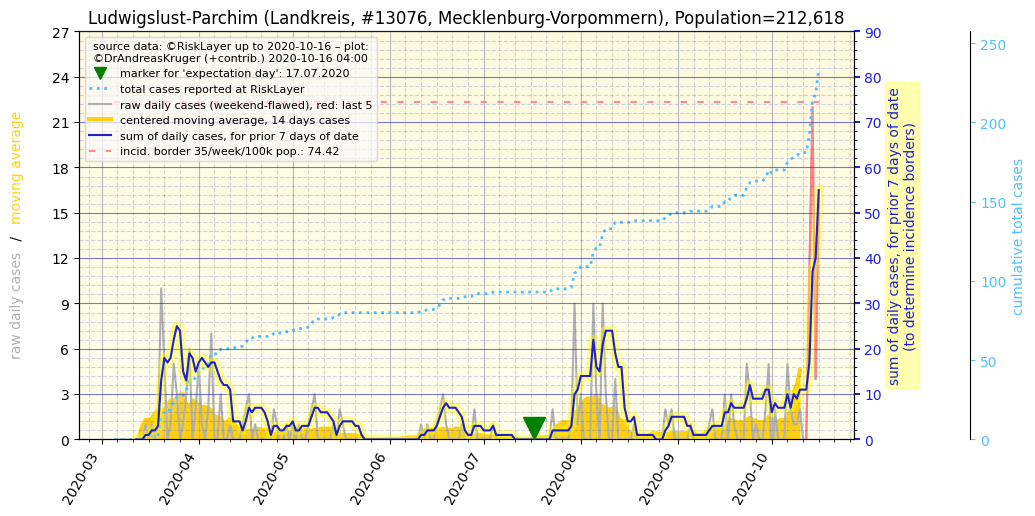 Ludwigslust-Parchim (Landkreis, #13076, Mecklenburg-Vorpommern), Population=212,618
source data: ©RiskLayer up to 2020-10-16 – plot:
©DrAndreasKruger (+contrib.) 2020-10-16 04:00
marker for 'expectation day': 17.07.2020
total cases reported at RiskLayer
raw daily cases (weekend-flawed), red: last 5
centered moving average, 14 days cases
sum of daily cases, for prior 7 days of date
incid. border 35/week/100k pop.: 74.42
raw daily cases / moving average
27
24
21
18
15
12
9
6
3
0
90
80
70
60
50
40
30
20
10
0
sum of daily cases, for prior 7 days of date
(to determine incidence borders)
250
200
150
100
50
0
cumulative total cases
2020-03
2020-04
2020-05
2020-06
2020-07
2020-08
2020-09
2020-10